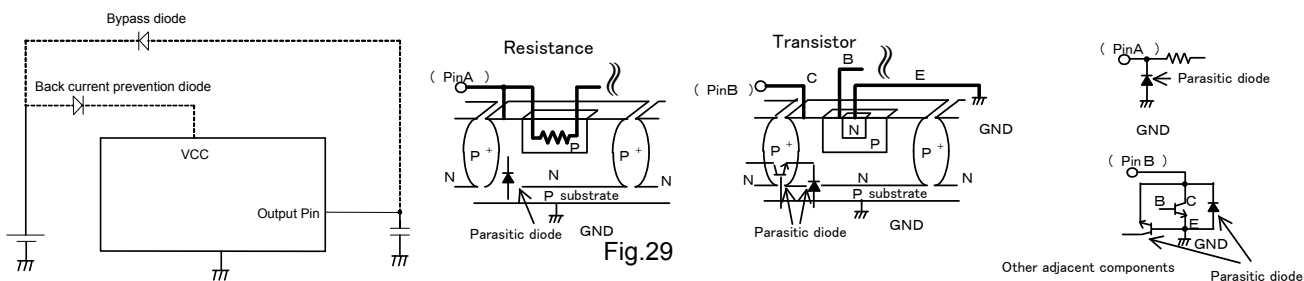 Bypass diode
Back current prevention diode
VCC
Output Pin
Resistance
( PinA )
P+
P
P+
N
N
N
P substrate
Parasitic diode
GND
Fig.29
Transistor
( PinB )
C
B
E
GND
P+
N
P
P+
N
N
N
P substrate
Parasitic diode
GND
( PinA )
Parasitic diode
GND
( Pin B )
B
C
E
GND
Other adjacent components
Parasitic diode